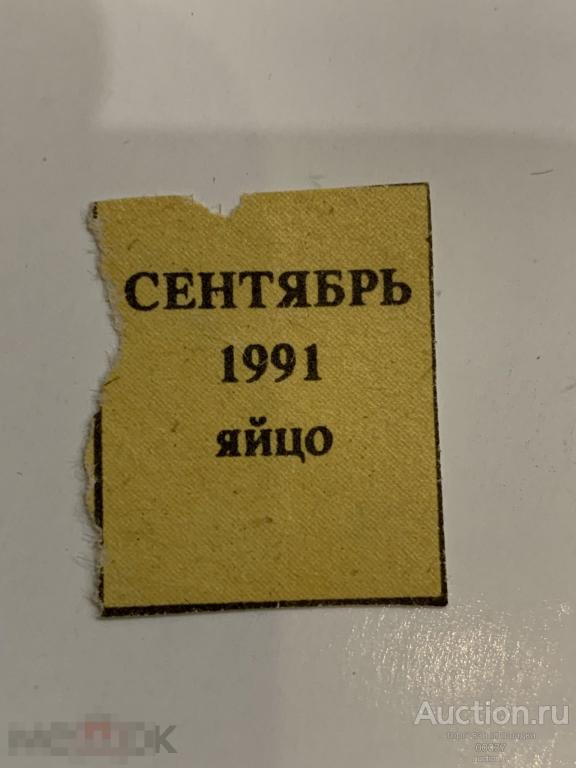 СЕНТЯБРЬ
1991
яйцо
Auction.ru